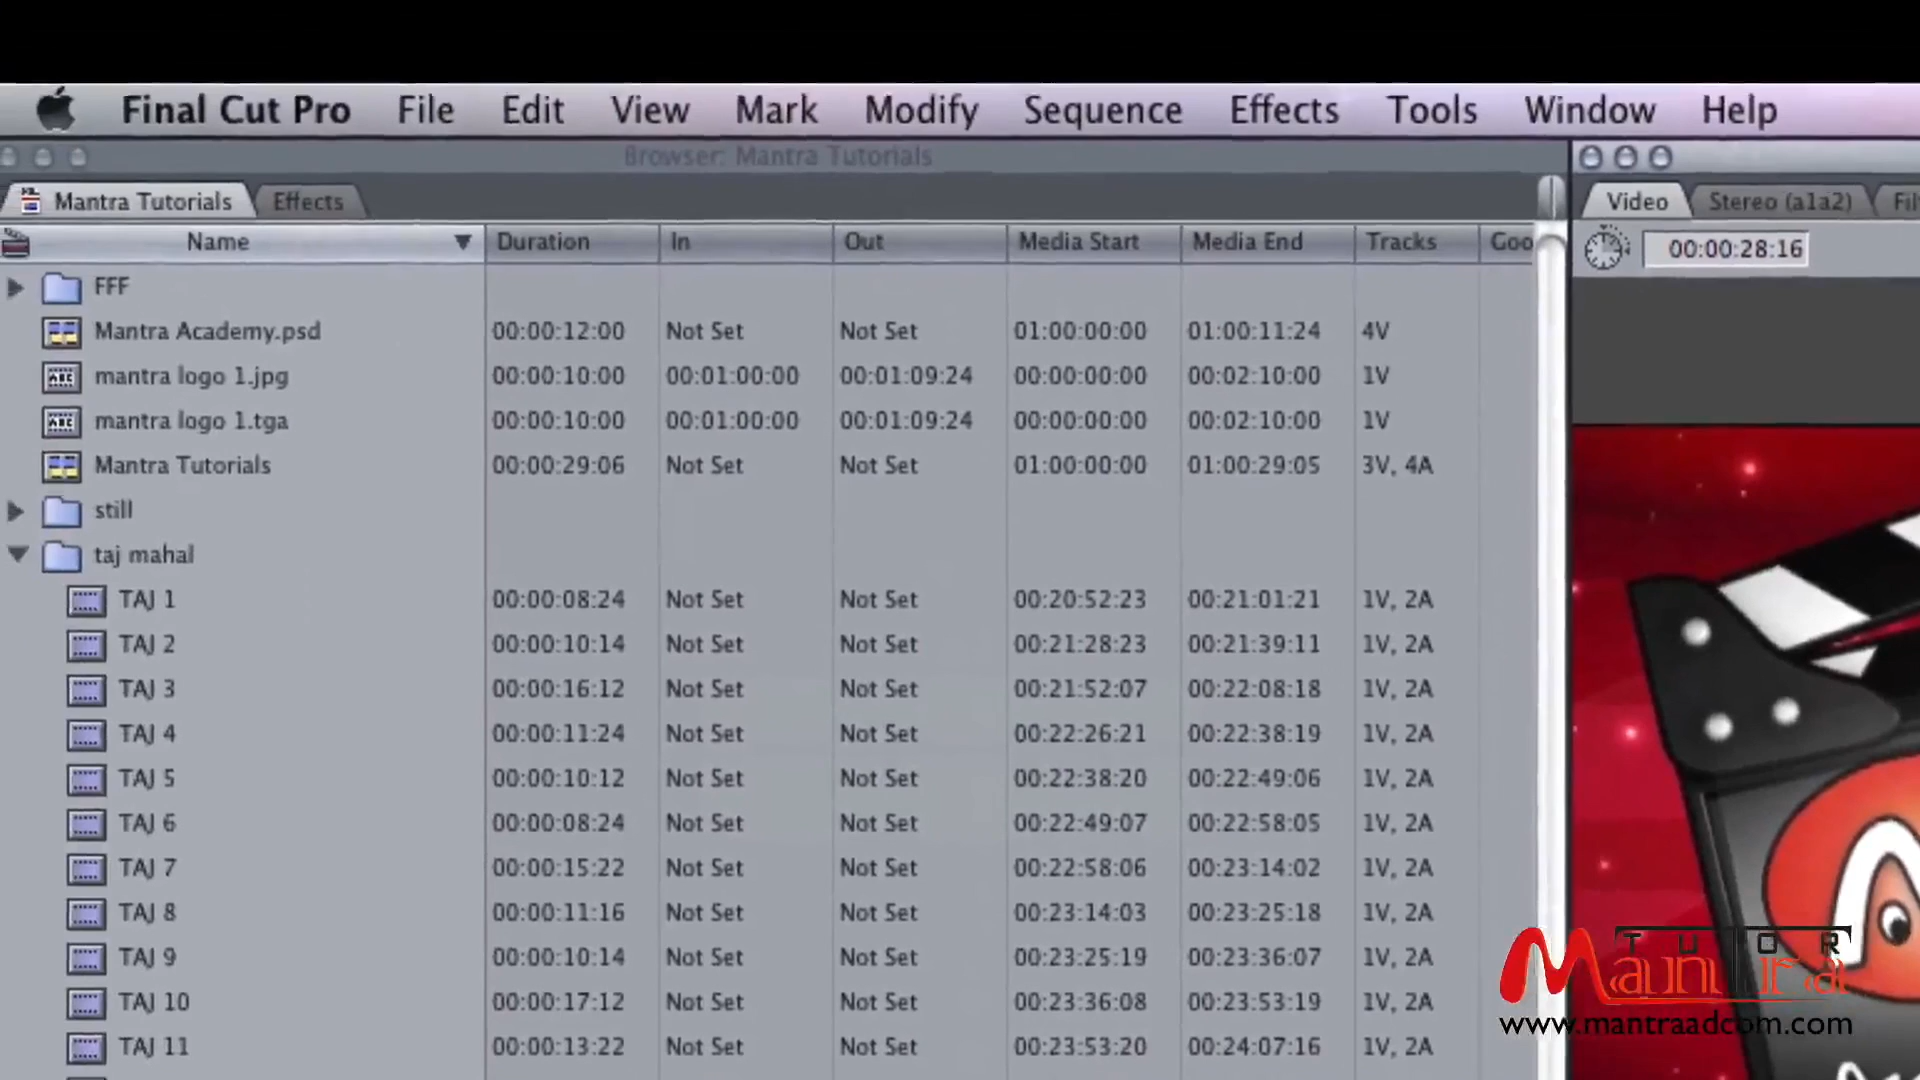 Final Cut Pro File Edit View Mark Modify Sequence Effects Tools Window Help
Browser: Mantra Tutorials
Mantra Tutorials Effects
Video Stereo (a1a2) Fil
Name Duration In Out Media Start Media End Tracks Goo
00:00:28:16
FFF
Mantra Academy.psd 00:00:12:00 Not Set Not Set 01:00:00:00 01:00:11:24 4V
mantra logo 1.jpg 00:00:10:00 00:01:00:00 00:01:09:24 00:00:00:00 00:02:10:00 1V
mantra logo 1.tga 00:00:10:00 00:01:00:00 00:01:09:24 00:00:00:00 00:02:10:00 1V
Mantra Tutorials 00:00:29:06 Not Set Not Set 01:00:00:00 01:00:29:05 3V, 4A
still
taj mahal
TAJ 1 00:00:08:24 Not Set Not Set 00:20:52:23 00:21:01:21 1V, 2A
TAJ 2 00:00:10:14 Not Set Not Set 00:21:28:23 00:21:39:11 1V, 2A
TAJ 3 00:00:16:12 Not Set Not Set 00:21:52:07 00:22:08:18 1V, 2A
TAJ 4 00:00:11:24 Not Set Not Set 00:22:26:21 00:22:38:19 1V, 2A
TAJ 5 00:00:10:12 Not Set Not Set 00:22:38:20 00:22:49:06 1V, 2A
TAJ 6 00:00:08:24 Not Set Not Set 00:22:49:07 00:22:58:05 1V, 2A
TAJ 7 00:00:15:22 Not Set Not Set 00:22:58:06 00:23:14:02 1V, 2A
TAJ 8 00:00:11:16 Not Set Not Set 00:23:14:03 00:23:25:18 1V, 2A
TAJ 9 00:00:10:14 Not Set Not Set 00:23:25:19 00:23:36:07 1V, 2A
TAJ 10 00:00:17:12 Not Set Not Set 00:23:36:08 00:23:53:19 1V, 2A
TAJ 11 00:00:13:22 Not Set Not Set 00:23:53:20 00:24:07:16 1V, 2A
TUTOR
Mantra
www.mantraadcom.com